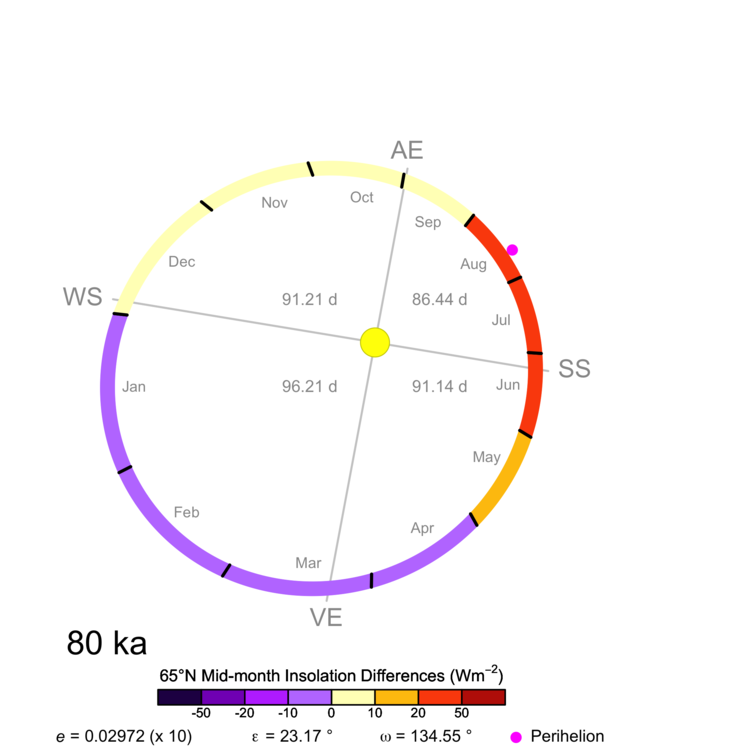 AE
Nov
Oct
Sep
Dec
Aug
WS
91.21 d
86.44 d
Jul
SS
Jan
96.21 d
91.14 d
Jun
May
Feb
Apr
Mar
VE
80 ka
65°N Mid-month Insolation Differences (Wm⁻²)
-50 -20 -10 0 10 20 50
e = 0.02972 (x 10) ε = 23.17 ° ω = 134.55 ° Perihelion